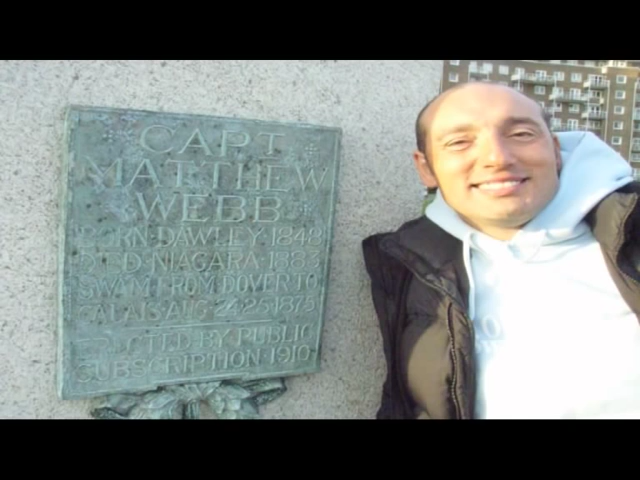 CAPT
MATTHEW
WEBB
BORN·DAWLEY·1848
DIED·NIAGARA·1883
SWAM·FROM·DOVER·TO
CALAIS·AUG·24·25·1875
ERECTED BY PUBLIC
SUBSCRIPTION 1910